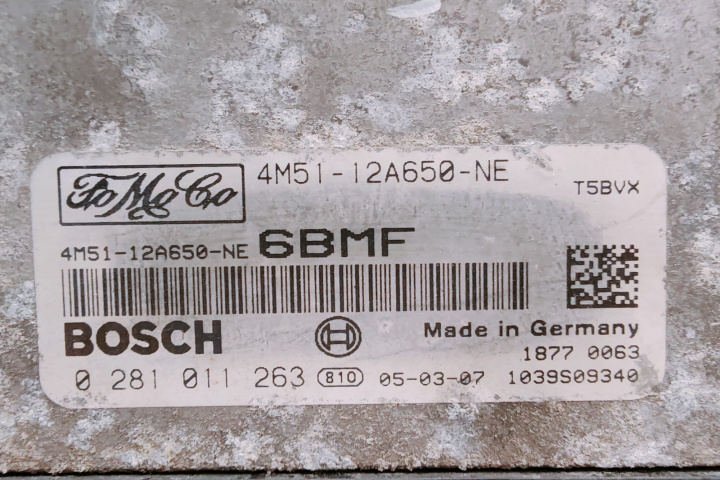 FoMoCo 4M51-12A650-NE T5BVX
4M51-12A650-NE 6BMF
BOSCH Made in Germany
1877 0063
0 281 011 263 810 05-03-07 1039S09340